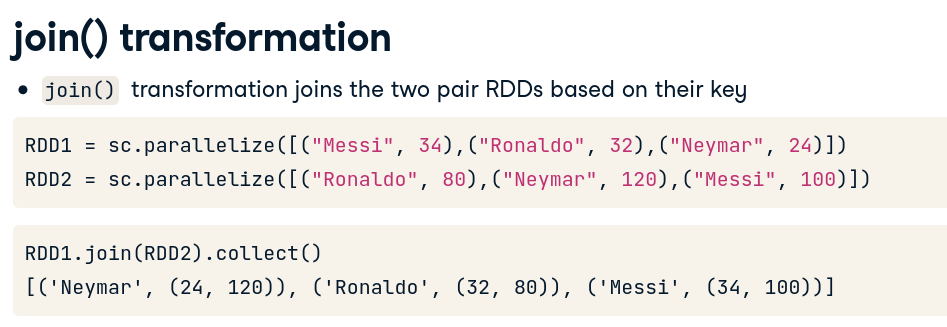 join() transformation
• join() transformation joins the two pair RDDs based on their key
RDD1 = sc.parallelize([("Messi", 34),("Ronaldo", 32),("Neymar", 24)])
RDD2 = sc.parallelize([("Ronaldo", 80),("Neymar", 120),("Messi", 100)])
RDD1.join(RDD2).collect()
[('Neymar', (24, 120)), ('Ronaldo', (32, 80)), ('Messi', (34, 100))]